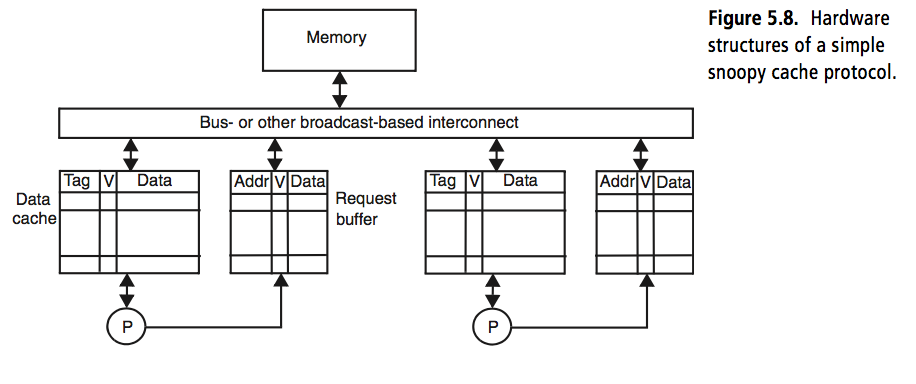 Figure 5.8. Hardware
structures of a simple
snoopy cache protocol.
Memory
Bus- or other broadcast-based interconnect
Tag V Data
Addr V Data
Tag V Data
Addr V Data
Data
cache
Request
buffer
P
P